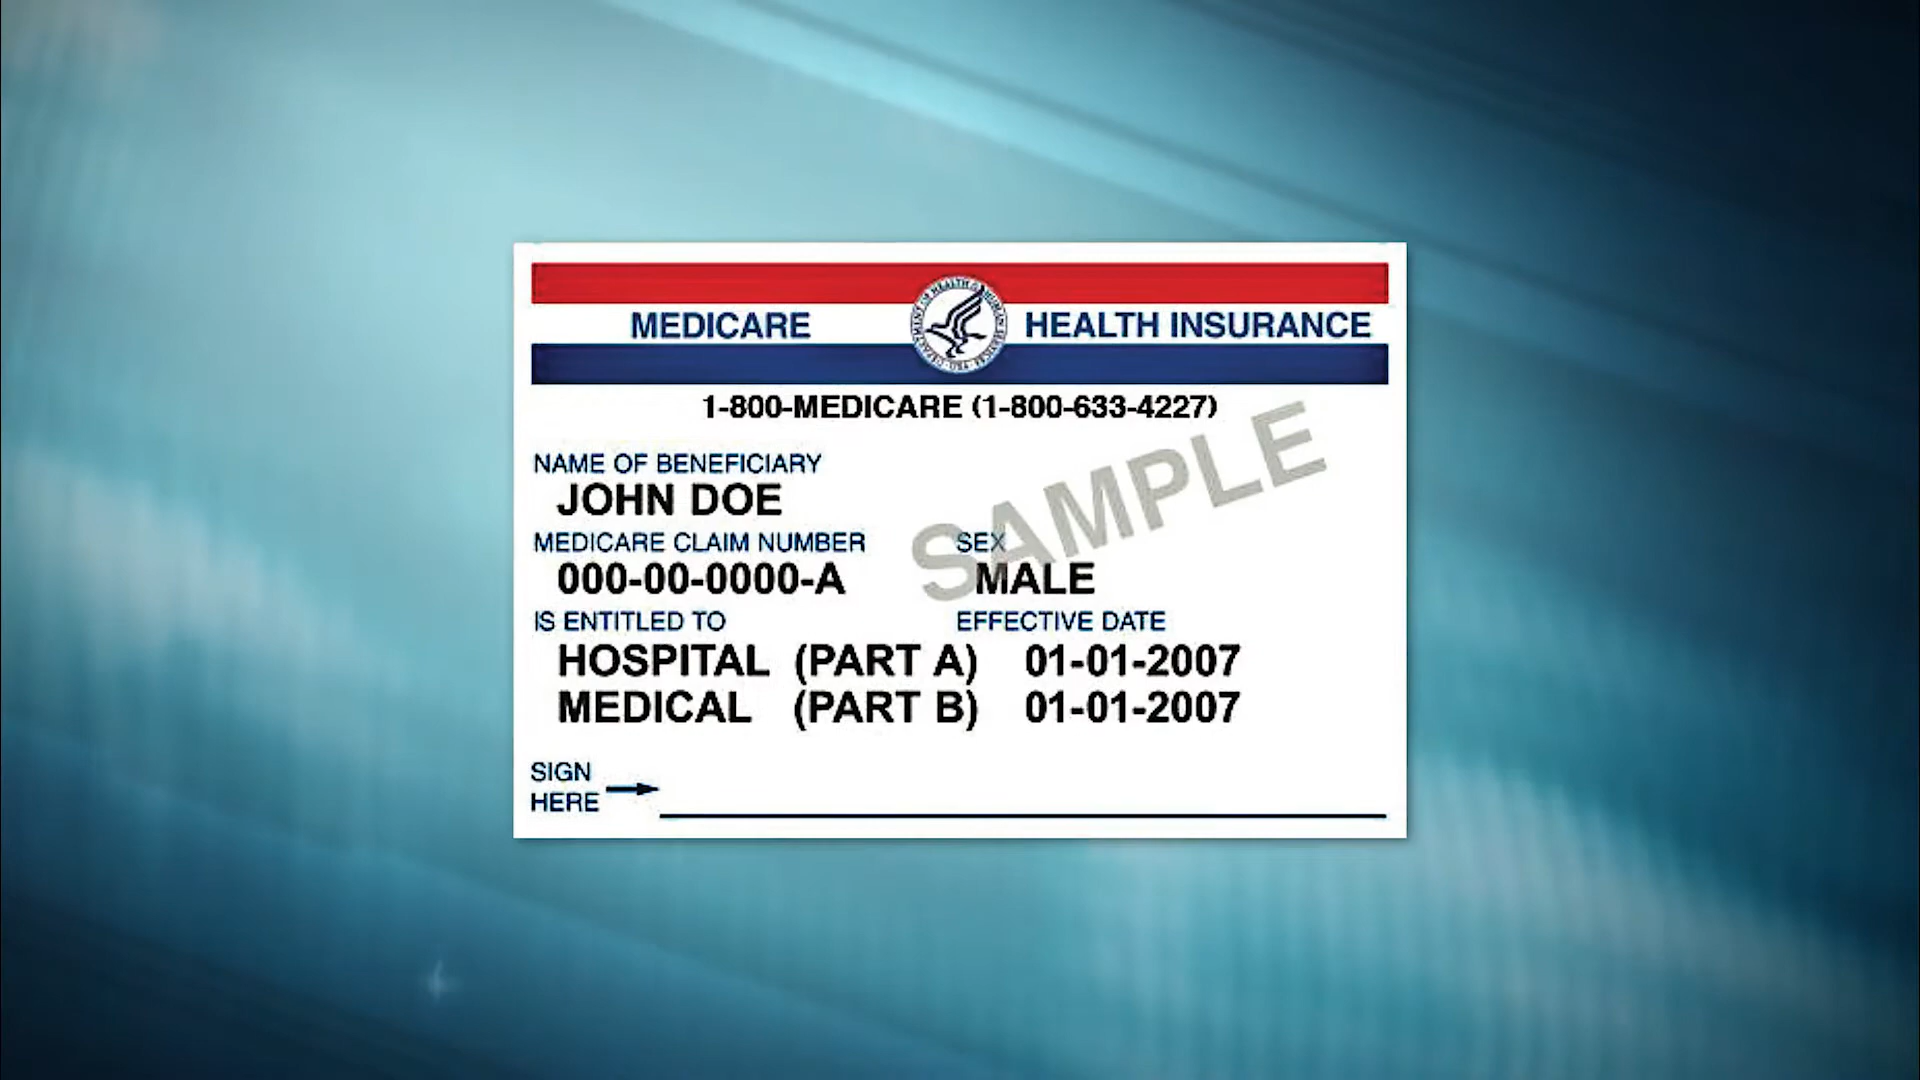 MEDICARE HEALTH INSURANCE
1-800-MEDICARE (1-800-633-4227)
SAMPLE
NAME OF BENEFICIARY
JOHN DOE
MEDICARE CLAIM NUMBER SEX
000-00-0000-A MALE
IS ENTITLED TO EFFECTIVE DATE
HOSPITAL (PART A) 01-01-2007
MEDICAL (PART B) 01-01-2007
SIGN
HERE